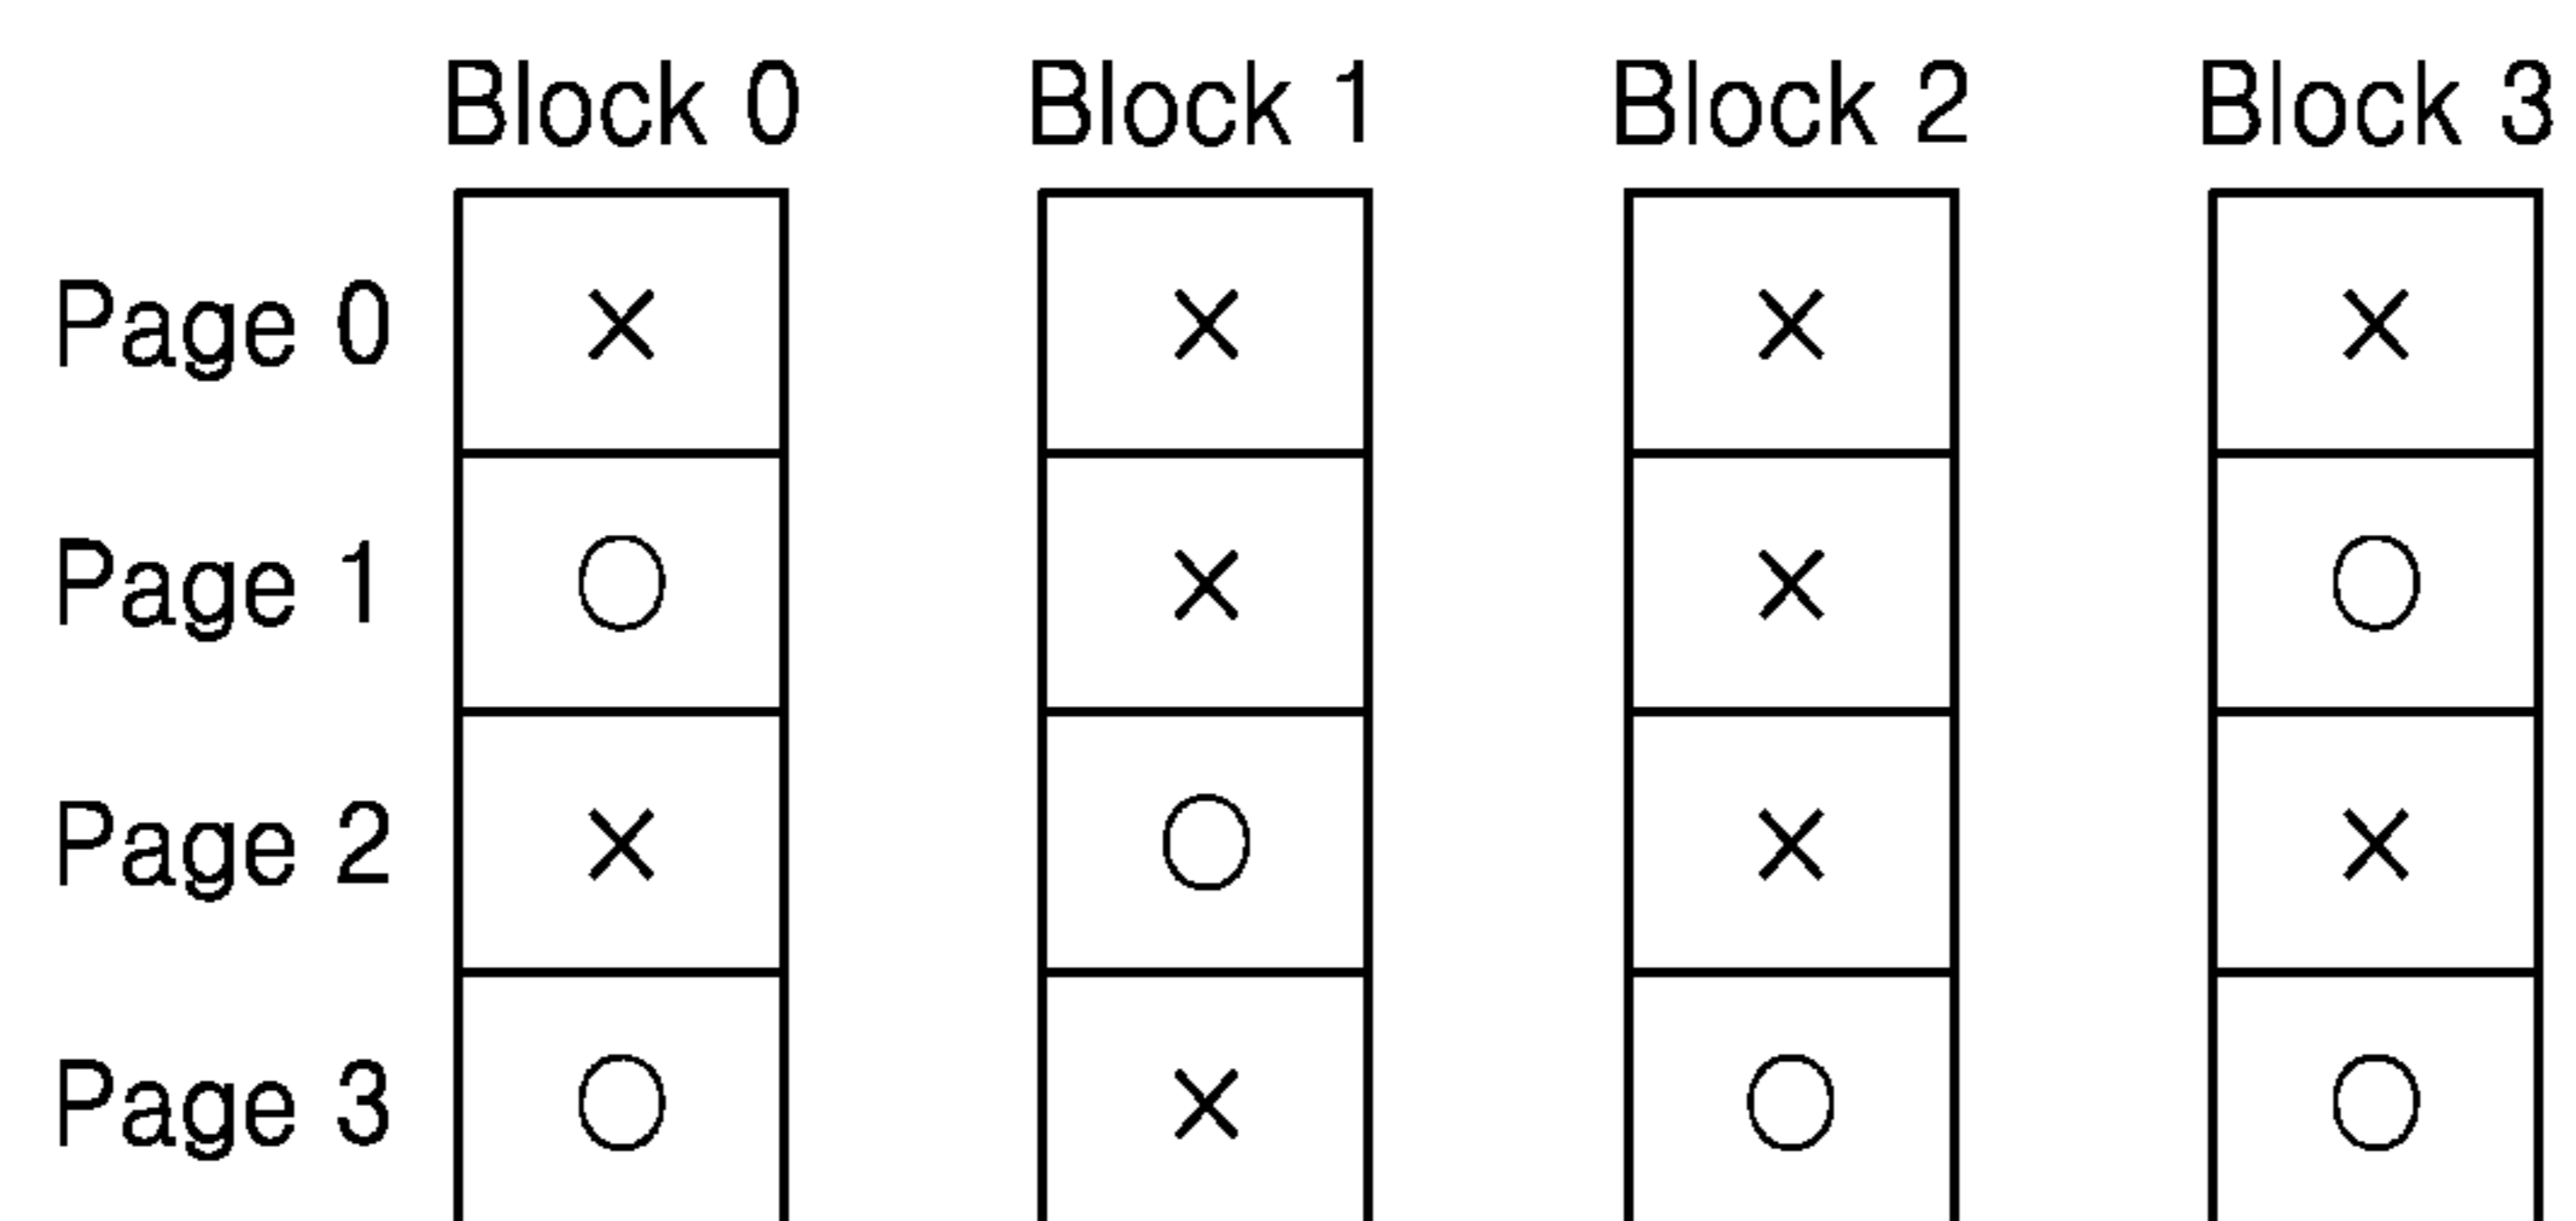 Block 0 Block 1 Block 2 Block 3
Page 0 × × × ×
Page 1 ○ × × ○
Page 2 × ○ × ×
Page 3 ○ × ○ ○